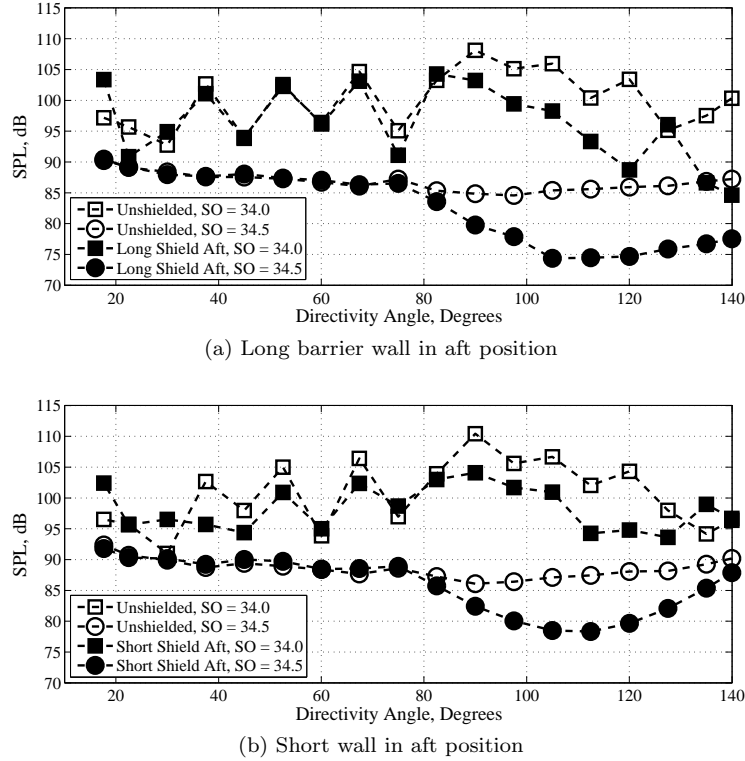 115
110
105
100
95
90
85
80
75
70
SPL, dB
Unshielded, SO = 34.0
Unshielded, SO = 34.5
Long Shield Aft, SO = 34.0
Long Shield Aft, SO = 34.5
20 40 60 80 100 120 140
Directivity Angle, Degrees
(a) Long barrier wall in aft position
115
110
105
100
95
90
85
80
75
70
SPL, dB
Unshielded, SO = 34.0
Unshielded, SO = 34.5
Short Shield Aft, SO = 34.0
Short Shield Aft, SO = 34.5
20 40 60 80 100 120 140
Directivity Angle, Degrees
(b) Short wall in aft position